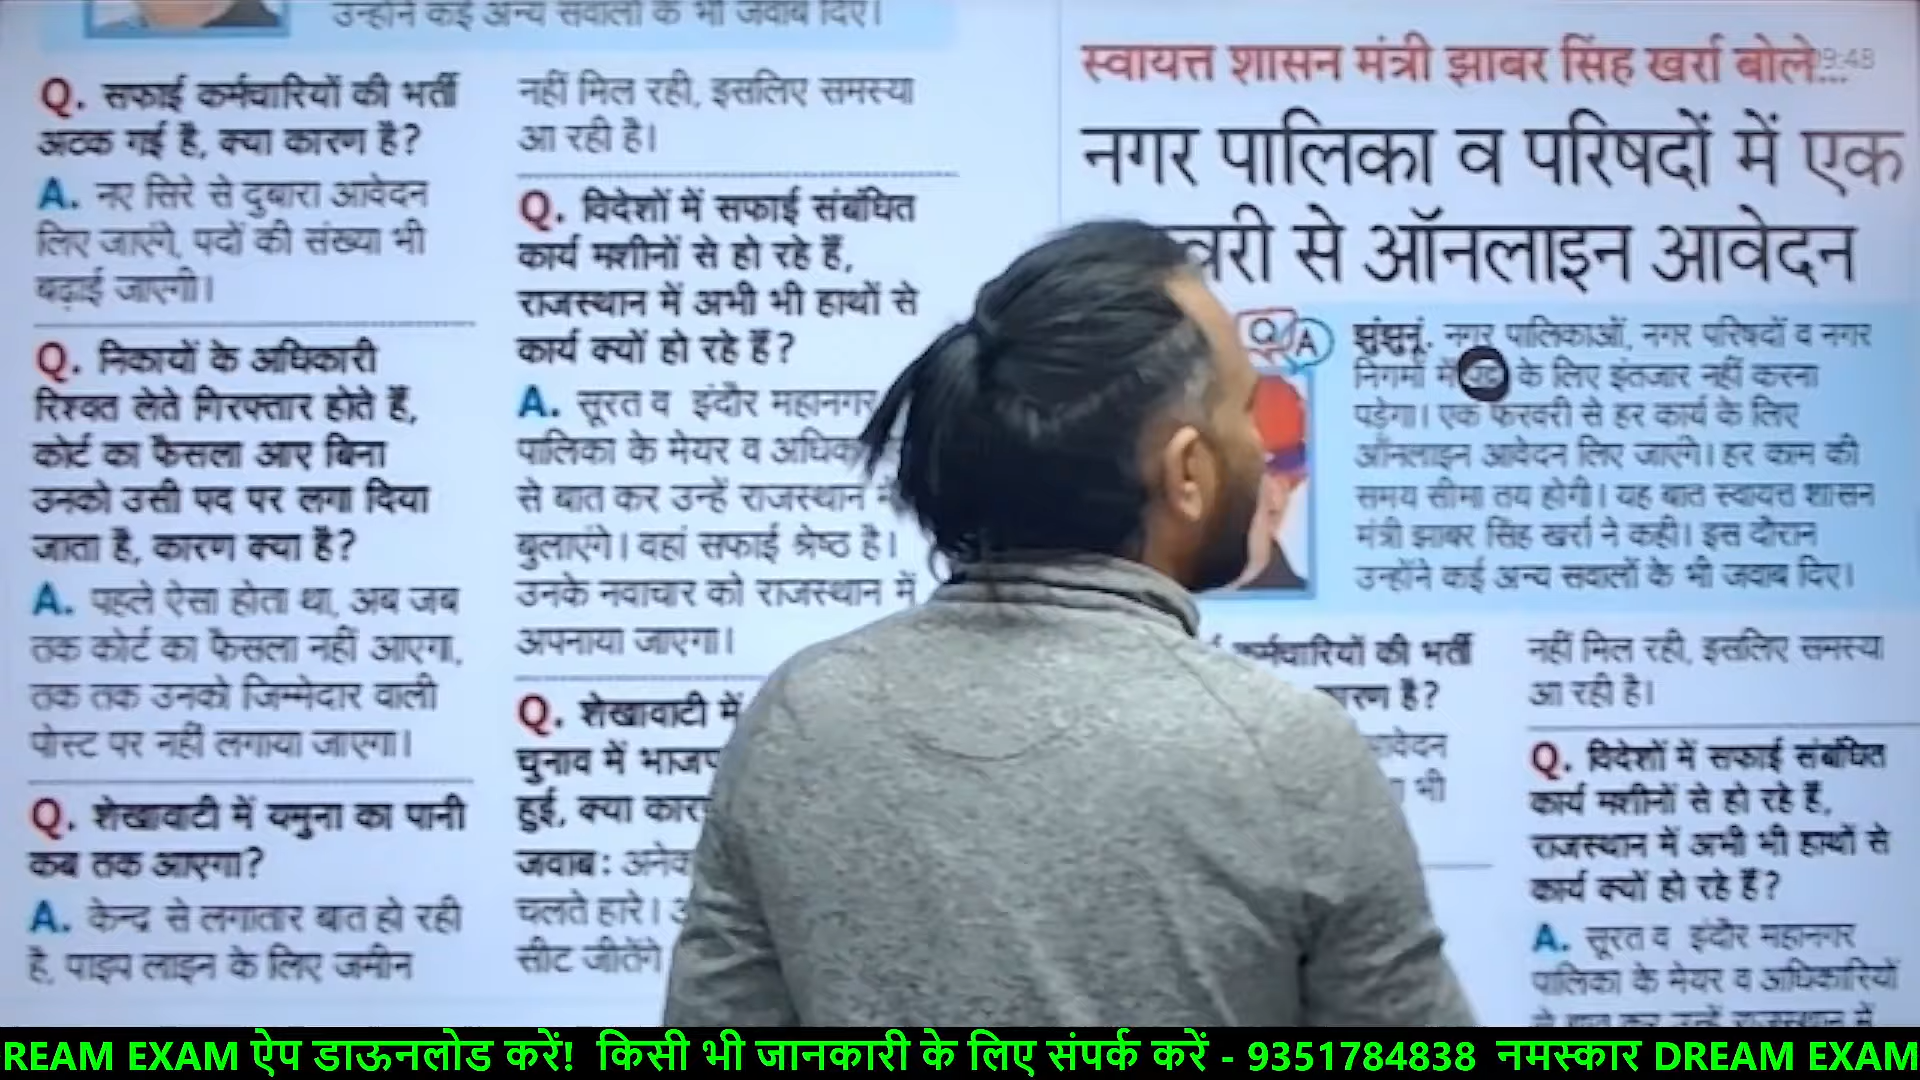 उन्होंने कई अन्य सवालों के भी जवाब दिए।
Q. सफाई कर्मचारियों की भर्ती
अटक गई है, क्या कारण है?
A. नए सिरे से दुबारा आवेदन
लिए जाएंगे, पदों की संख्या भी
बढ़ाई जाएगी।
Q. निकायों के अधिकारी
रिश्वत लेते गिरफ्तार होते हैं,
कोर्ट का फैसला आए बिना
उनको उसी पद पर लगा दिया
जाता है, कारण क्या है?
A. पहले ऐसा होता था, अब जब
तक कोर्ट का फैसला नहीं आएगा,
तक तक उनको जिम्मेदार वाली
पोस्ट पर नहीं लगाया जाएगा।
Q. शेखावाटी में यमुना का पानी
कब तक आएगा?
A. केन्द्र से लगातार बात हो रही
है, पाइप लाइन के लिए जमीन
नहीं मिल रही, इसलिए समस्या
आ रही है।
Q. विदेशों में सफाई संबंधित
कार्य मशीनों से हो रहे हैं,
राजस्थान में अभी भी हाथों से
कार्य क्यों हो रहे हैं?
A. सूरत व इंदौर महानगर
पालिका के मेयर व
से बात कर उन्हें राजस्थान
बुलाएंगे। वहां सफाई श्रेष्ठ है।
उनके नवाचार को राजस्थान में
अपनाया जाएगा।
Q. शेखावाटी में
चुनाव में
हुई, क्या
जवाब:
चलते हारे।
सीट जीतेंगे
स्वायत्त शासन मंत्री झाबर सिंह खर्रा बोले...
09:48
नगर पालिका व परिषदों में एक
वरी से ऑनलाइन आवेदन
Q A
झुंझुनूं. नगर पालिकाओं, नगर परिषदों व नगर
निगमों में के लिए इंतजार नहीं करना
पड़ेगा। एक फरवरी से हर कार्य के लिए
ऑनलाइन आवेदन लिए जाएंगे। हर काम की
समय सीमा तय होगी। यह बात स्वायत्त शासन
मंत्री झाबर सिंह खर्रा ने कही। इस दौरान
उन्होंने कई अन्य सवालों के भी जवाब दिए।
कर्मचारियों की भर्ती
है?
आवेदन
भी
नहीं मिल रही, इसलिए समस्या
आ रही है।
Q. विदेशों में सफाई संबंधित
कार्य मशीनों से हो रहे हैं,
राजस्थान में अभी भी हाथों से
कार्य क्यों हो रहे हैं?
A. सूरत व इंदौर महानगर
पालिका के मेयर व अधिकारियों
REAM EXAM ऐप डाऊनलोड करें! किसी भी जानकारी के लिए संपर्क करें - 9351784838 नमस्कार DREAM EXAM